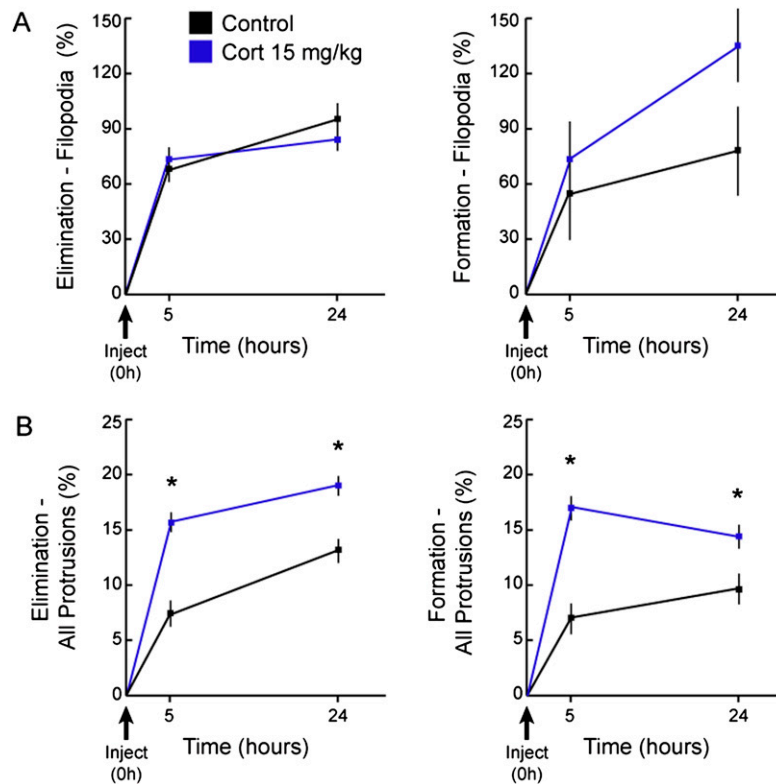 A
Control
Cort 15 mg/kg
Elimination - Filopodia (%)
150
120
90
60
30
0
5
24
Inject
(0h)
Time (hours)
Formation - Filopodia (%)
150
120
90
60
30
0
5
24
Inject
(0h)
Time (hours)
B
Elimination -
All Protrusions (%)
25
20
15
10
5
0
*
*
5
24
Inject
(0h)
Time (hours)
Formation -
All Protrusions (%)
25
20
15
10
5
0
*
*
5
24
Inject
(0h)
Time (hours)